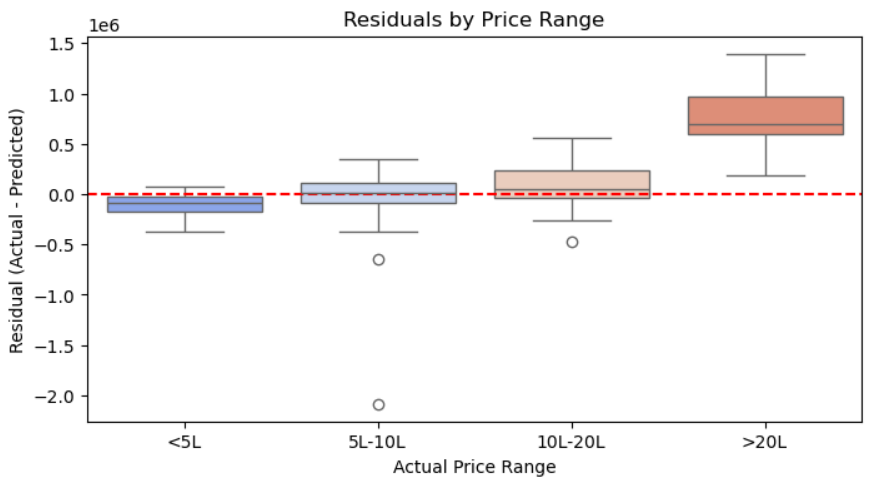 Residuals by Price Range
1e6
1.5
1.0
0.5
0.0
−0.5
−1.0
−1.5
−2.0
Residual (Actual - Predicted)
<5L
5L-10L
10L-20L
>20L
Actual Price Range